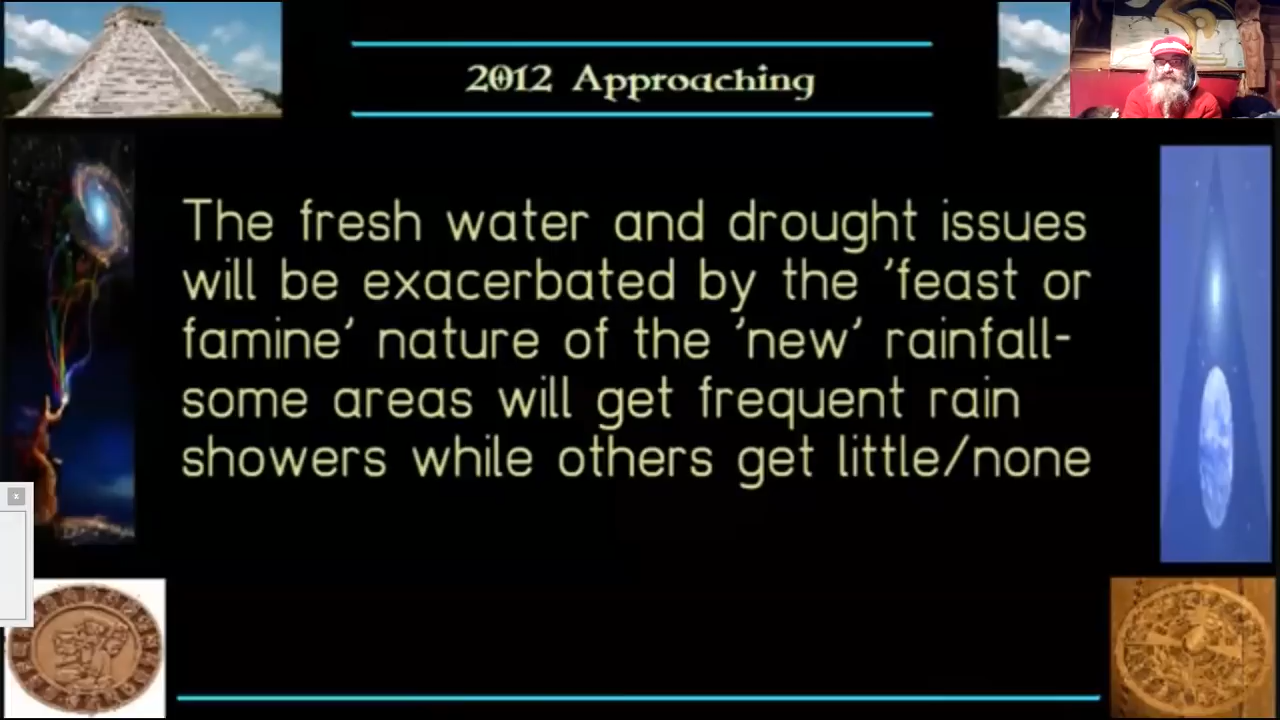 2012 Approaching
The fresh water and drought issues
will be exacerbated by the 'feast or
famine' nature of the 'new' rainfall-
some areas will get frequent rain
showers while others get little/none
x